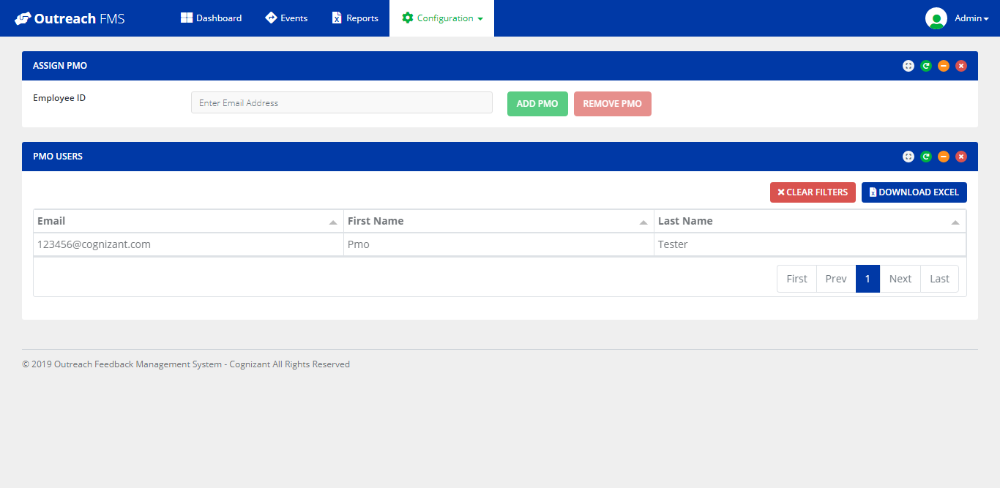 Outreach FMS Dashboard Events Reports Configuration Admin
ASSIGN PMO
Employee ID Enter Email Address ADD PMO REMOVE PMO
PMO USERS
CLEAR FILTERS DOWNLOAD EXCEL
Email First Name Last Name
123456@cognizant.com Pmo Tester
First Prev 1 Next Last
© 2019 Outreach Feedback Management System - Cognizant All Rights Reserved